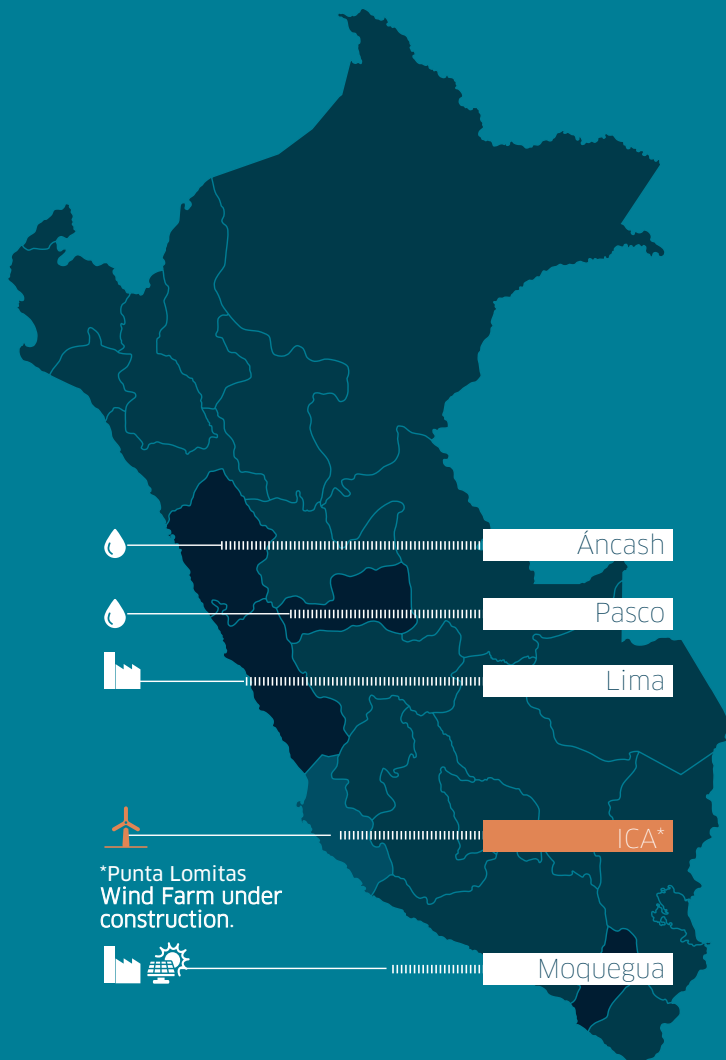 Áncash
Pasco
Lima
ICA*
*Punta Lomitas
Wind Farm under
construction.
Moquegua